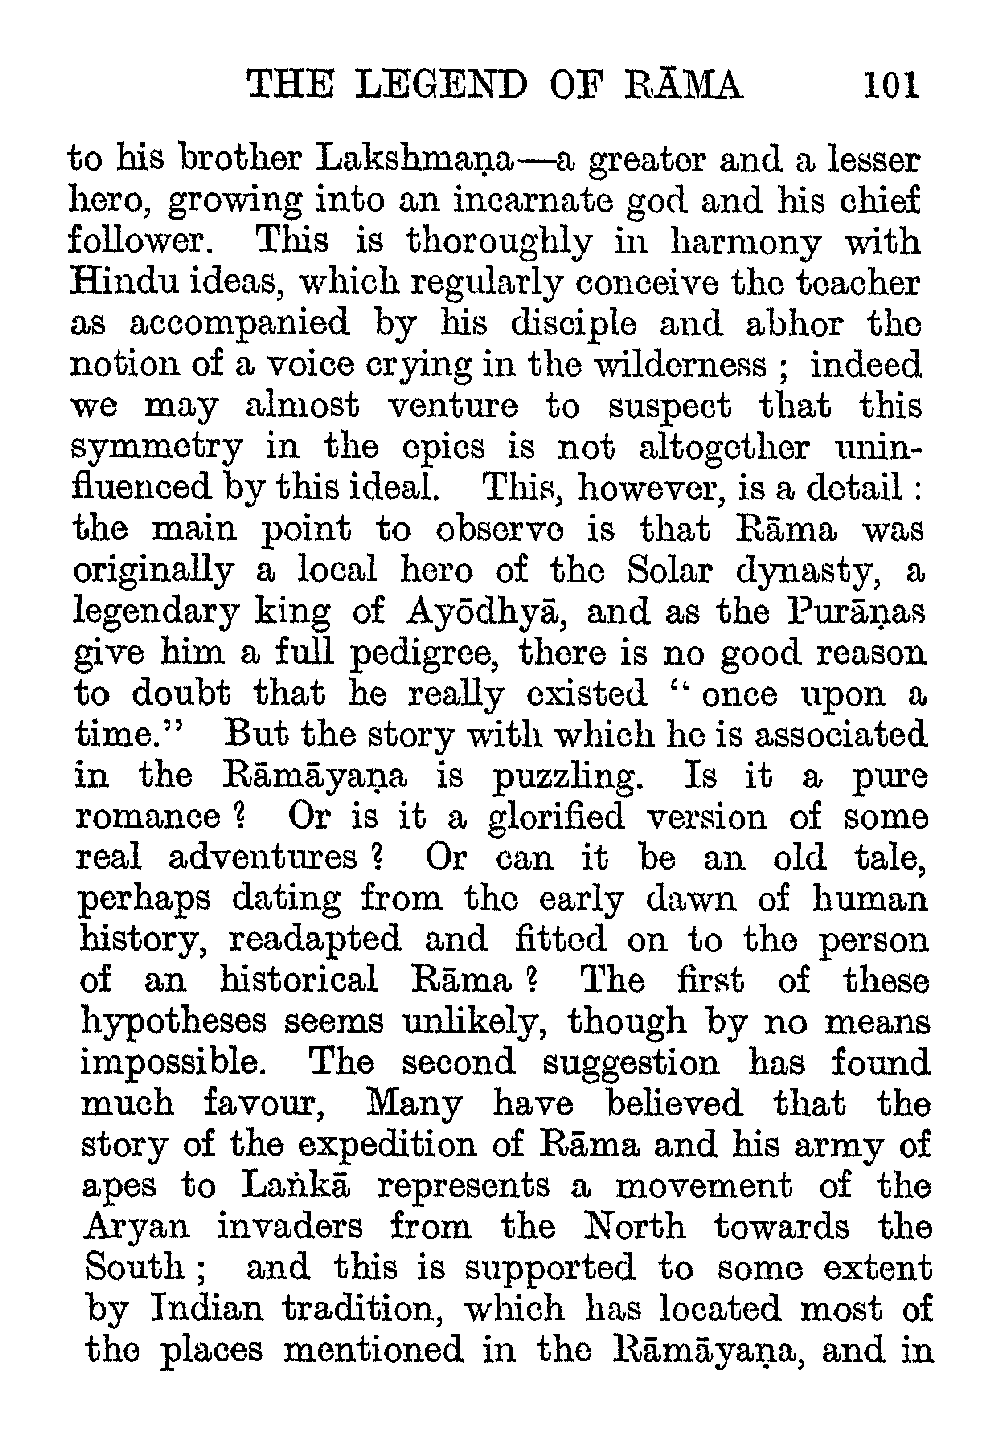 THE LEGEND OF RĀMA 101
to his brother Lakshmaṇa—a greater and a lesser
hero, growing into an incarnate god and his chief
follower. This is thoroughly in harmony with
Hindu ideas, which regularly conceive the teacher
as accompanied by his disciple and abhor the
notion of a voice crying in the wilderness ; indeed
we may almost venture to suspect that this
symmetry in the epics is not altogether unin-
fluenced by this ideal. This, however, is a detail :
the main point to observe is that Rāma was
originally a local hero of the Solar dynasty, a
legendary king of Ayōdhyā, and as the Purāṇas
give him a full pedigree, there is no good reason
to doubt that he really existed “ once upon a
time.” But the story with which he is associated
in the Rāmāyaṇa is puzzling. Is it a pure
romance ? Or is it a glorified version of some
real adventures ? Or can it be an old tale,
perhaps dating from the early dawn of human
history, readapted and fitted on to the person
of an historical Rāma ? The first of these
hypotheses seems unlikely, though by no means
impossible. The second suggestion has found
much favour, Many have believed that the
story of the expedition of Rāma and his army of
apes to Laṅkā represents a movement of the
Aryan invaders from the North towards the
South ; and this is supported to some extent
by Indian tradition, which has located most of
the places mentioned in the Rāmāyaṇa, and in